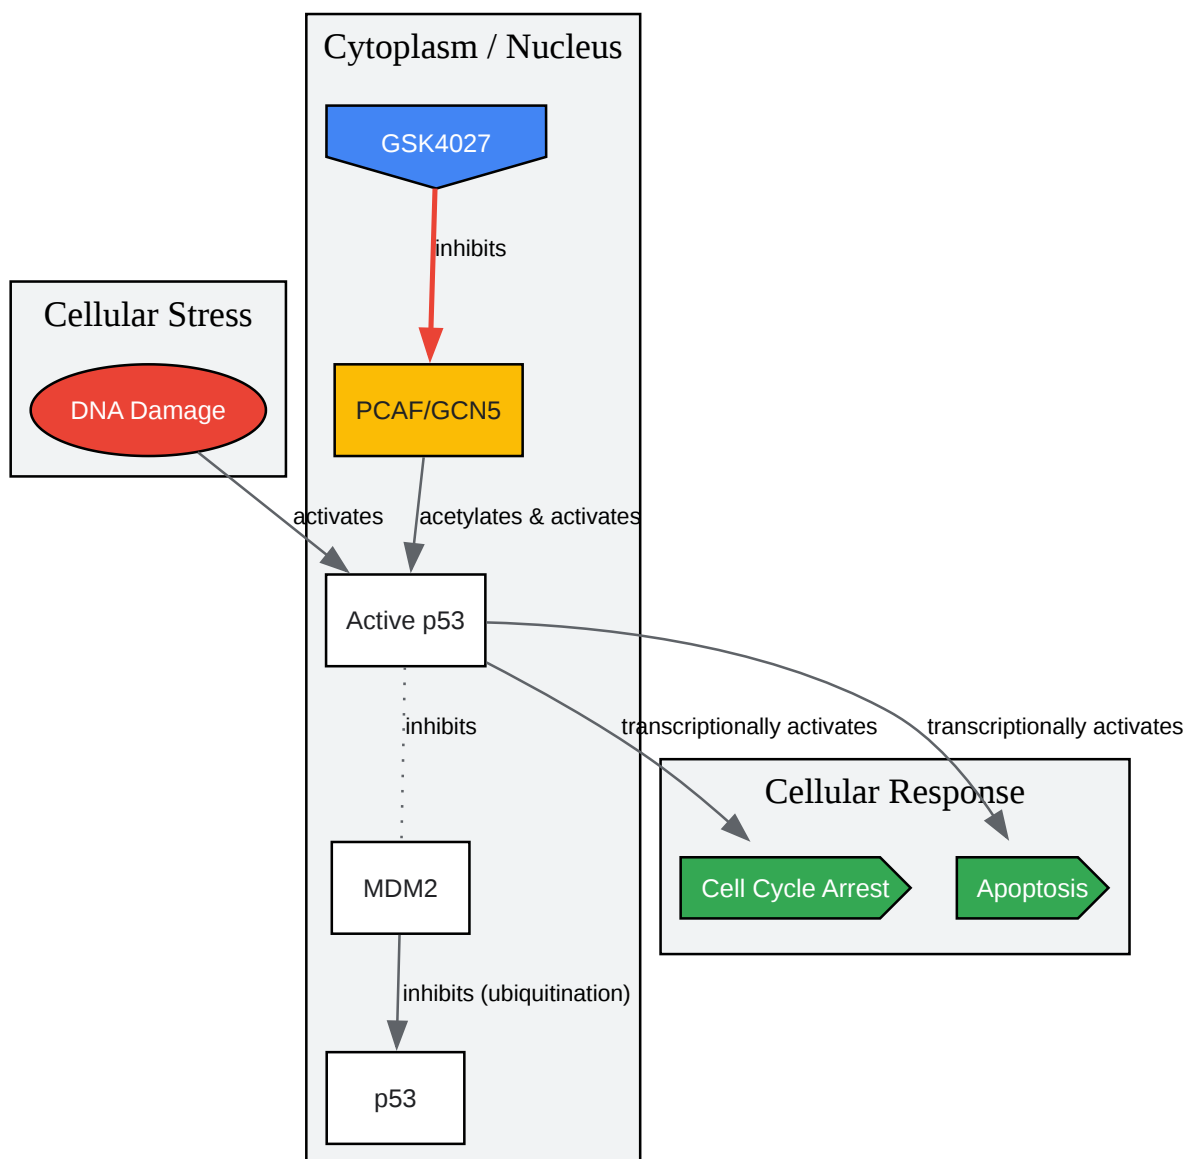 Cytoplasm / Nucleus
GSK4027
inhibits
Cellular Stress
DNA Damage
PCAF/GCN5
activates
acetylates & activates
Active p53
inhibits
transcriptionally activates
transcriptionally activates
Cellular Response
MDM2
Cell Cycle Arrest
Apoptosis
inhibits (ubiquitination)
p53